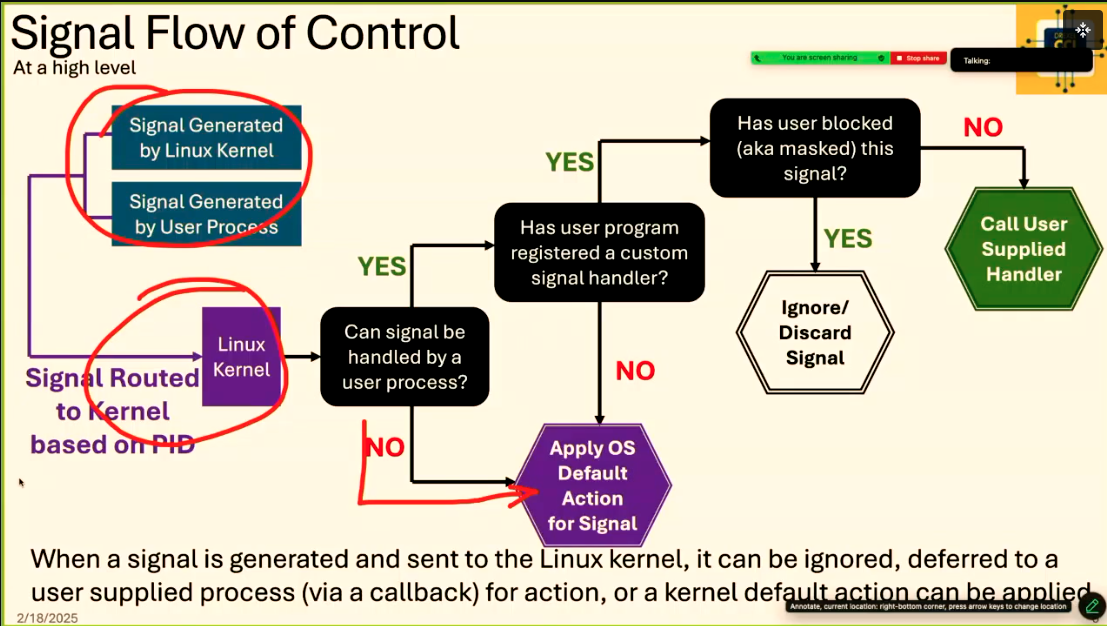 Signal Flow of Control
At a high level
You are screen sharing
Stop share
Talking:
Signal Generated
by Linux Kernel
Signal Generated
by User Process
Signal Routed
to Kernel
based on PID
Linux
Kernel
Can signal be
handled by a
user process?
YES
NO
Has user program
registered a custom
signal handler?
YES
NO
Apply OS
Default
Action
for Signal
Has user blocked
(aka masked) this
signal?
YES
NO
Ignore/
Discard
Signal
Call User
Supplied
Handler
When a signal is generated and sent to the Linux kernel, it can be ignored, deferred to a
user supplied process (via a callback) for action, or a kernel default action can be applied
Annotate, current location: right-bottom corner, press arrow keys to change location
2/18/2025